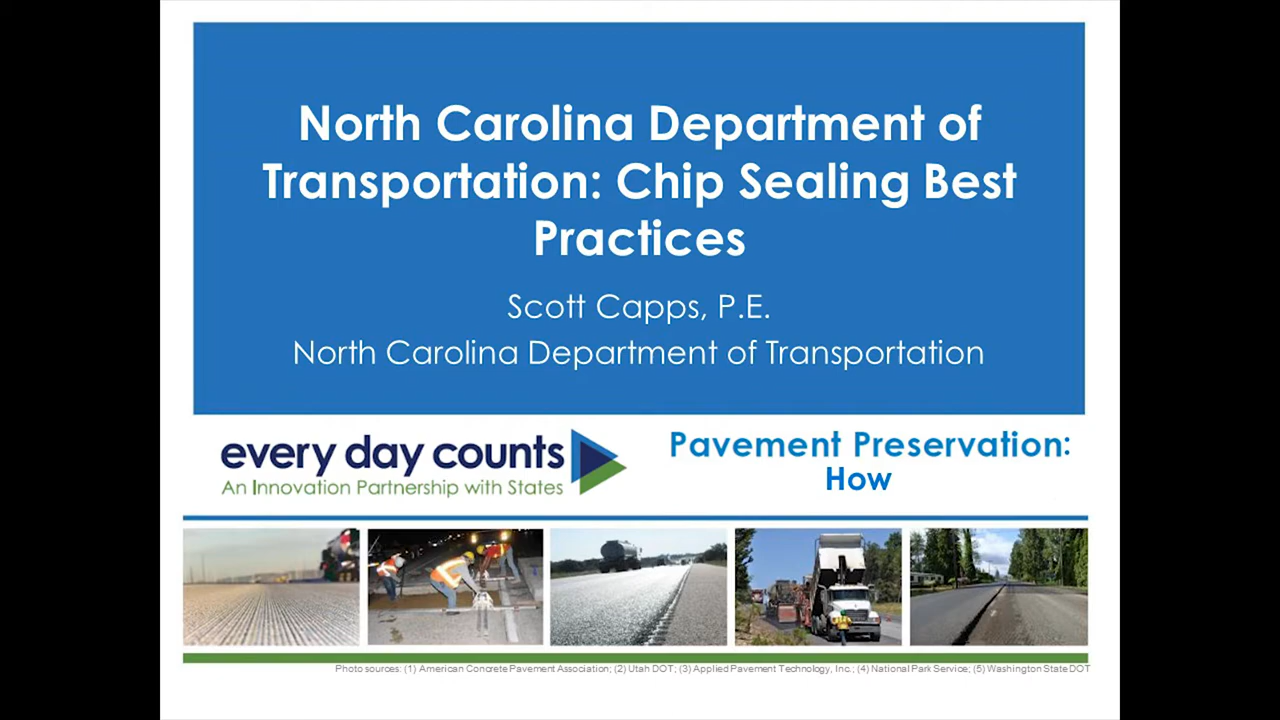 North Carolina Department of
Transportation: Chip Sealing Best
Practices
Scott Capps, P.E.
North Carolina Department of Transportation
every day counts
An Innovation Partnership with States
Pavement Preservation:
How
Photo sources: (1) American Concrete Pavement Association; (2) Utah DOT; (3) Applied Pavement Technology, Inc.; (4) National Park Service; (5) Washington State DOT